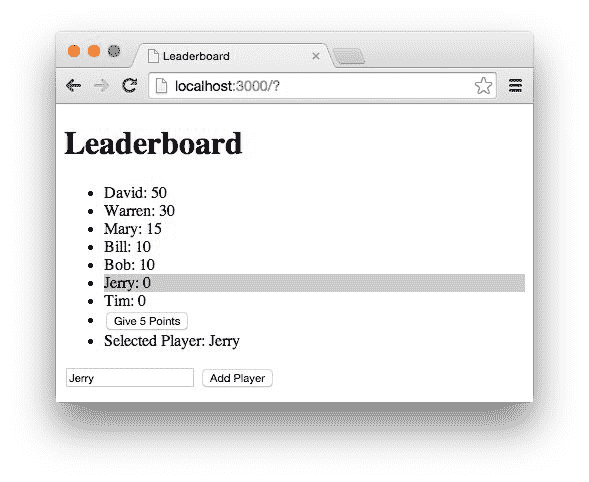 Leaderboard
localhost:3000/?
Leaderboard
David: 50
Warren: 30
Mary: 15
Bill: 10
Bob: 10
Jerry: 0
Tim: 0
Give 5 Points
Selected Player: Jerry
Jerry Add Player